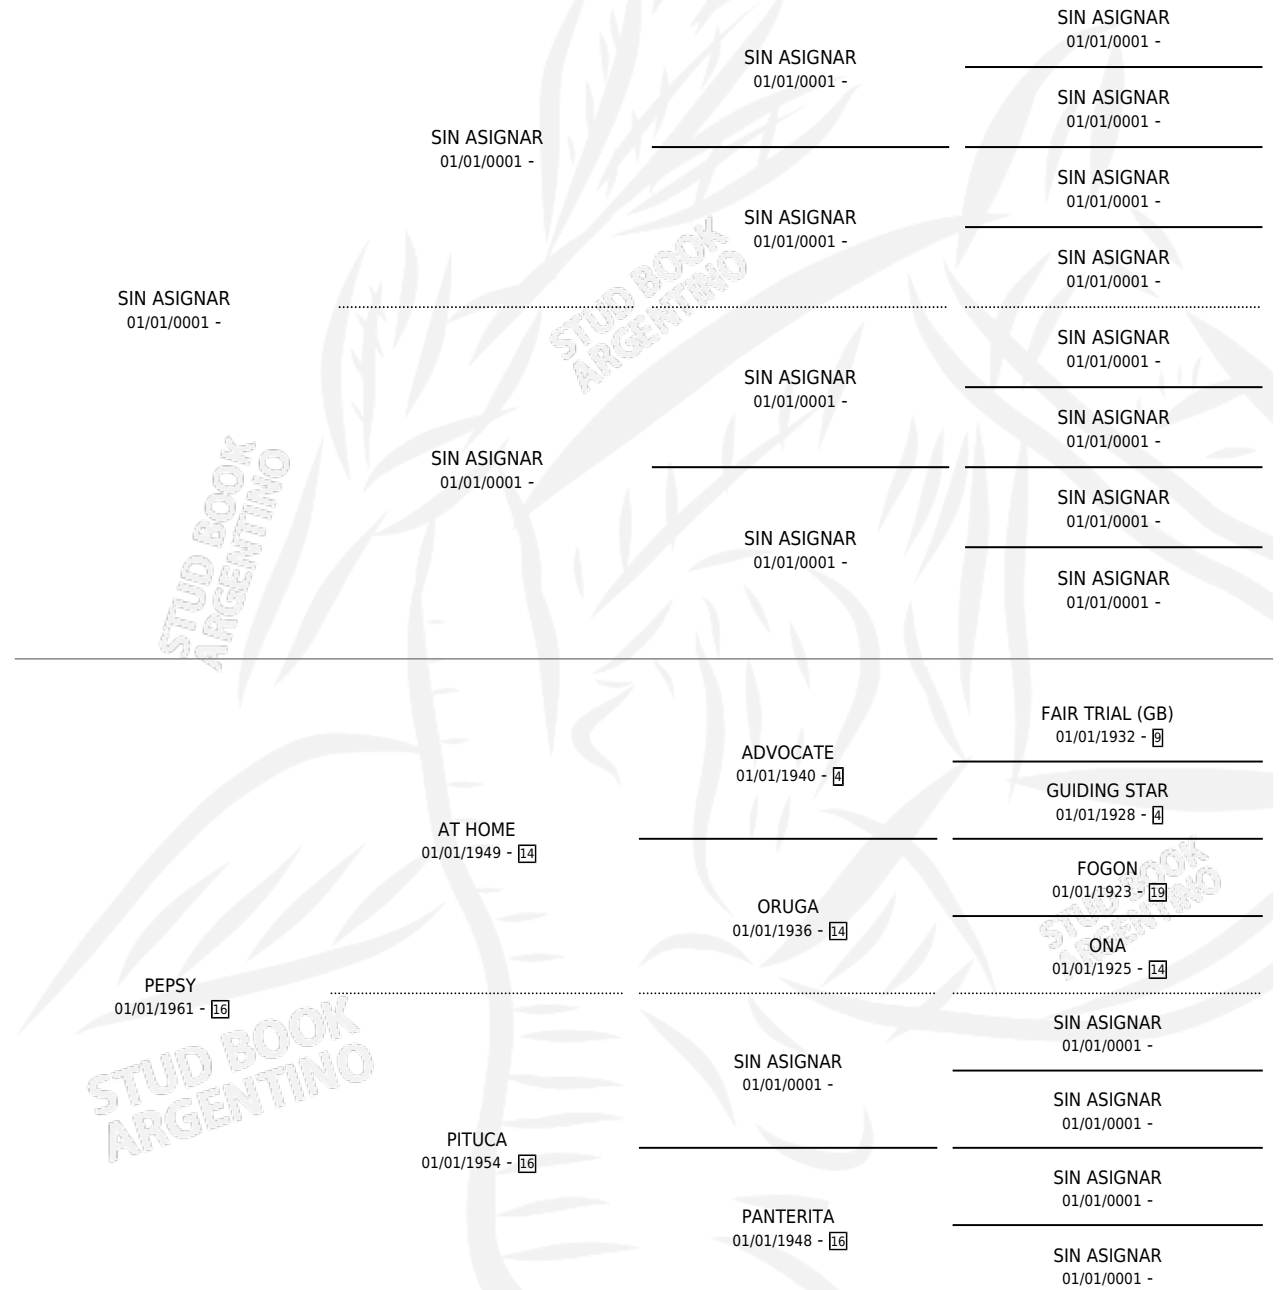 SIN ASIGNAR
01/01/0001 -
SIN ASIGNAR
01/01/0001 -
SIN ASIGNAR
01/01/0001 -
SIN ASIGNAR
01/01/0001 -
SIN ASIGNAR
01/01/0001 -
SIN ASIGNAR
01/01/0001 -
SIN ASIGNAR
01/01/0001 -
STUD BOOK
ARGENTINO
SIN ASIGNAR
01/01/0001 -
SIN ASIGNAR
01/01/0001 -
SIN ASIGNAR
01/01/0001 -
SIN ASIGNAR
01/01/0001 -
SIN ASIGNAR
01/01/0001 -
STUD BOOK
ARGENTINO
SIN ASIGNAR
01/01/0001 -
SIN ASIGNAR
01/01/0001 -
SIN ASIGNAR
01/01/0001 -
FAIR TRIAL (GB)
01/01/1932 - 9
ADVOCATE
01/01/1940 - 4
GUIDING STAR
01/01/1928 - 4
AT HOME
01/01/1949 - 14
FOGON
01/01/1923 - 19
STUD BOOK
ARGENTINO
ORUGA
01/01/1936 - 14
ONA
01/01/1925 - 14
PEPSY
01/01/1961 - 16
STUD BOOK
ARGENTINO
SIN ASIGNAR
01/01/0001 -
SIN ASIGNAR
01/01/0001 -
SIN ASIGNAR
01/01/0001 -
PITUCA
01/01/1954 - 16
SIN ASIGNAR
01/01/0001 -
PANTERITA
01/01/1948 - 16
SIN ASIGNAR
01/01/0001 -